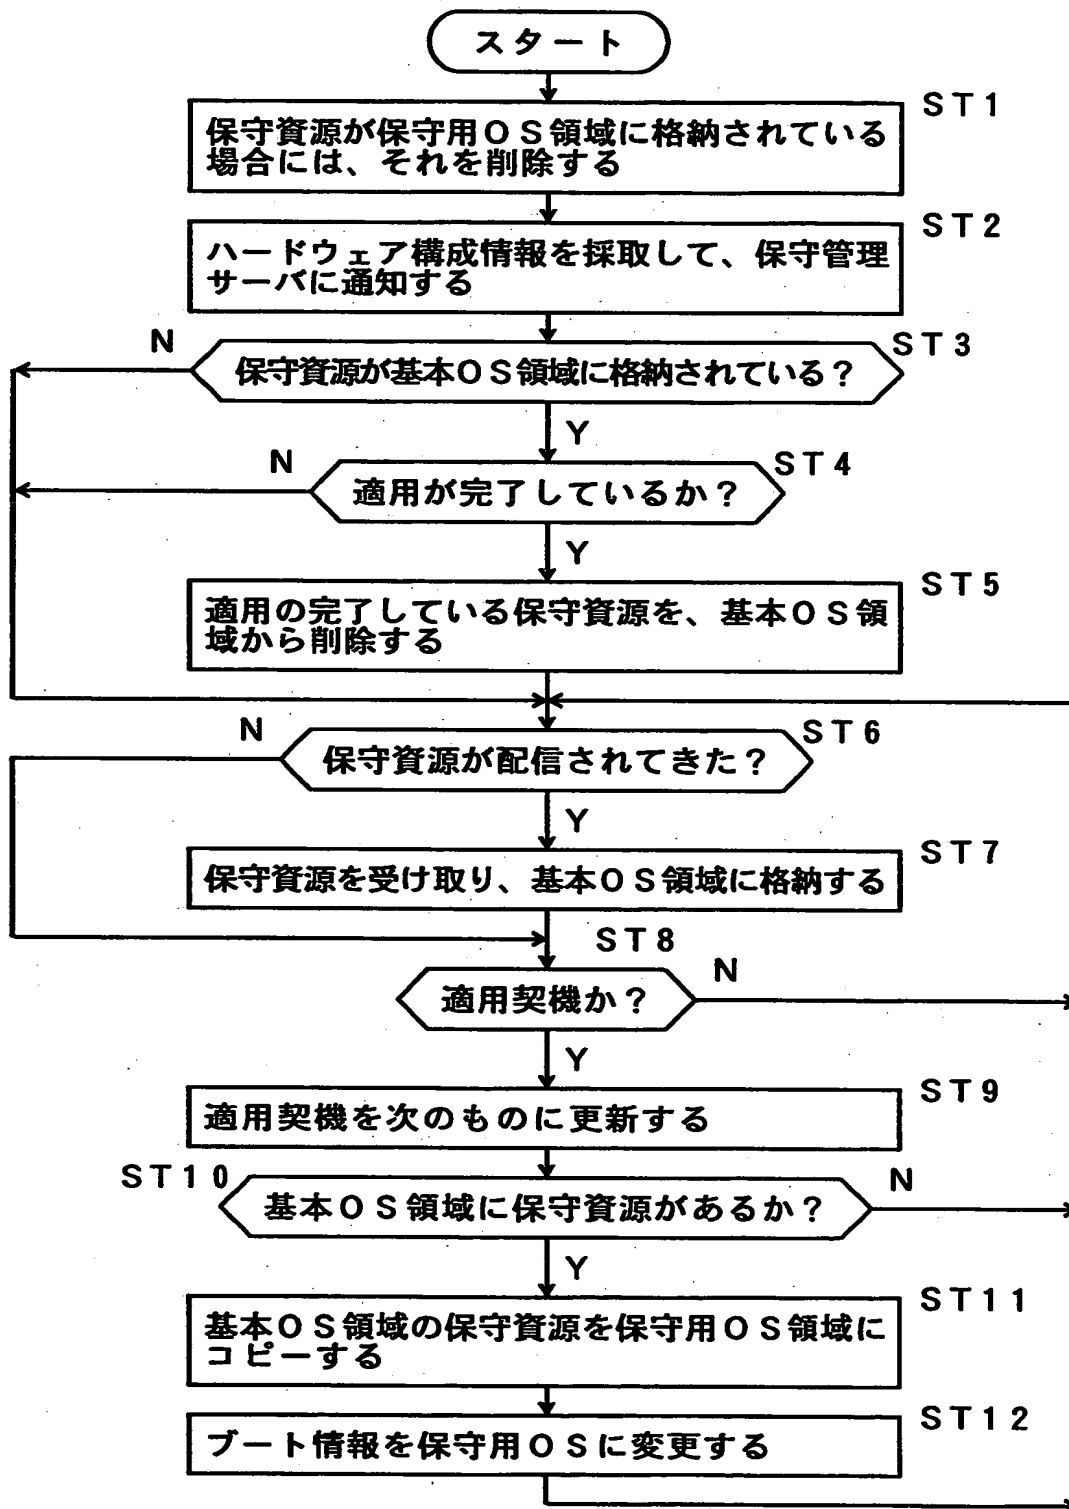 スタート
ST1
保守資源が保守用OS領域に格納されている
場合には、それを削除する
ST2
ハードウェア構成情報を採取して、保守管理
サーバに通知する
N
ST3
保守資源が基本OS領域に格納されている?
Y
N
ST4
適用が完了しているか?
Y
ST5
適用の完了している保守資源を、基本OS領
域から削除する
N
ST6
保守資源が配信されてきた?
Y
ST7
保守資源を受け取り、基本OS領域に格納する
ST8
N
適用契機か?
Y
ST9
適用契機を次のものに更新する
ST10
N
基本OS領域に保守資源があるか?
Y
ST11
基本OS領域の保守資源を保守用OS領域に
コピーする
ST12
ブート情報を保守用OSに変更する